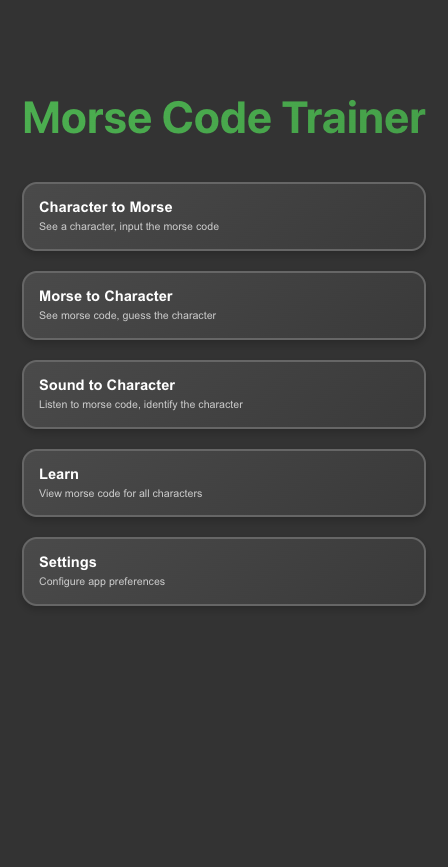 Morse Code Trainer
Character to Morse
See a character, input the morse code
Morse to Character
See morse code, guess the character
Sound to Character
Listen to morse code, identify the character
Learn
View morse code for all characters
Settings
Configure app preferences